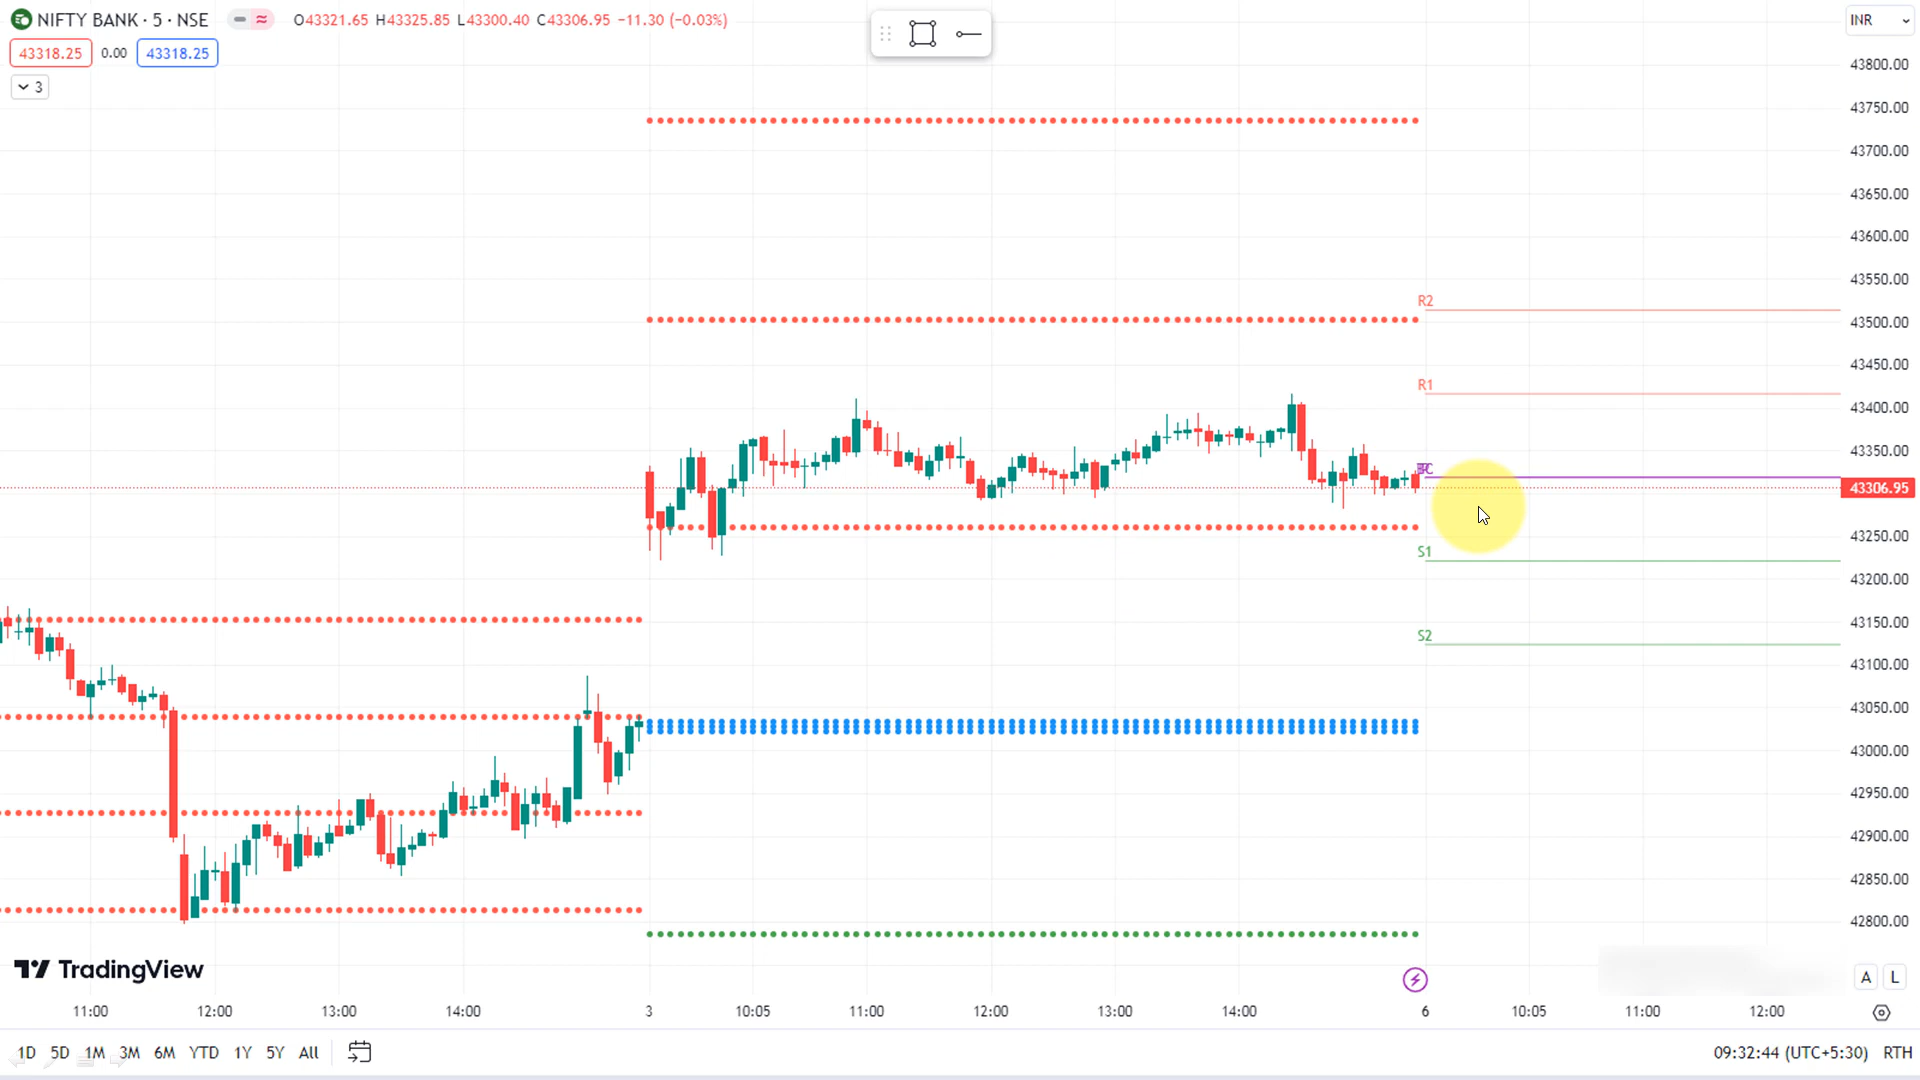 NIFTY BANK · 5 · NSE O43321.65 H43325.85 L43300.40 C43306.95 −11.30 (−0.03%)
INR
43318.25 0.00 43318.25
3
43800.00
43750.00
43700.00
43650.00
43600.00
43550.00
R2
43500.00
43450.00
R1
43400.00
43350.00
43306.95
43250.00
S1
43200.00
43150.00
S2
43100.00
43050.00
43000.00
42950.00
42900.00
42850.00
42800.00
TradingView
A L
11:00 12:00 13:00 14:00 3 10:05 11:00 12:00 13:00 14:00 6 10:05 11:00 12:00
1D 5D 1M 3M 6M YTD 1Y 5Y All 09:32:44 (UTC+5:30) RTH